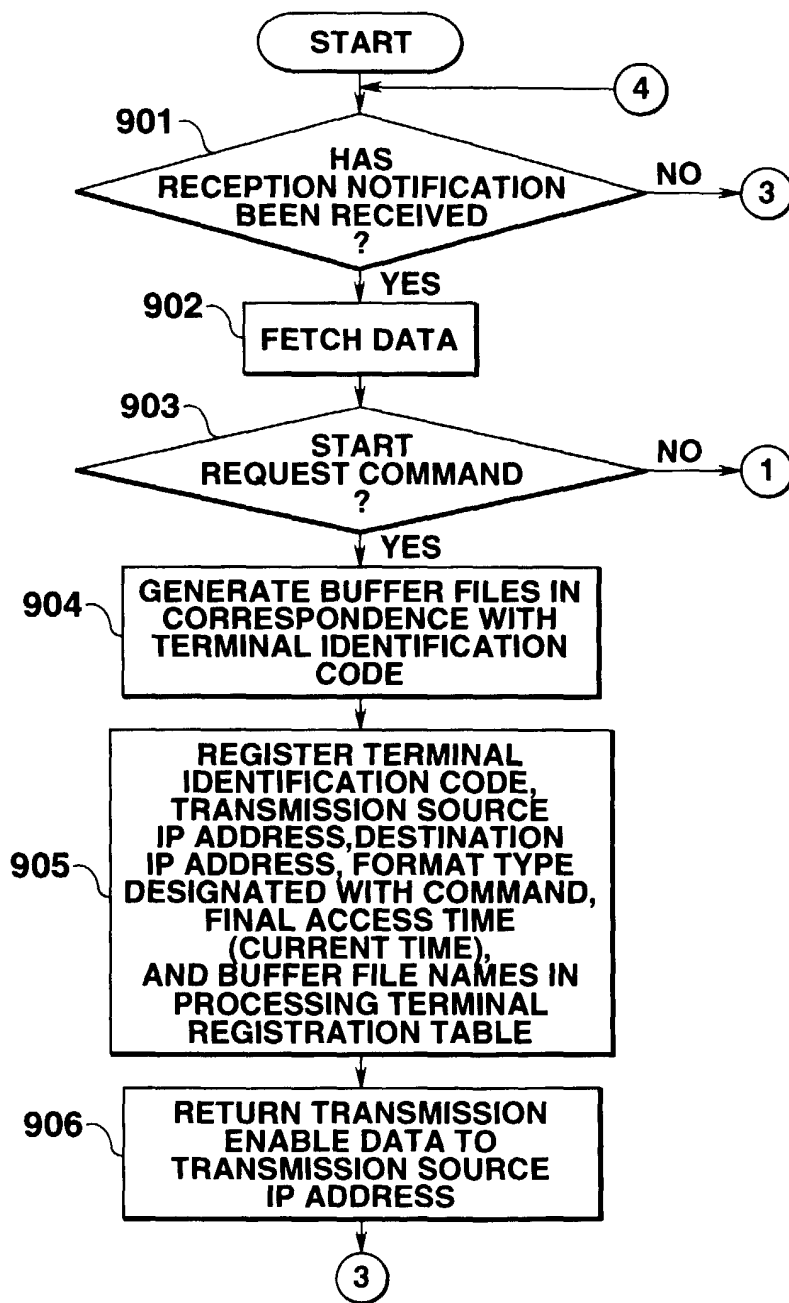 START
4
901
HAS
RECEPTION NOTIFICATION
BEEN RECEIVED
?
NO
3
YES
902
FETCH DATA
903
START
REQUEST COMMAND
?
NO
1
YES
904
GENERATE BUFFER FILES IN
CORRESPONDENCE WITH
TERMINAL IDENTIFICATION
CODE
905
REGISTER TERMINAL
IDENTIFICATION CODE,
TRANSMISSION SOURCE
IP ADDRESS,DESTINATION
IP ADDRESS, FORMAT TYPE
DESIGNATED WITH COMMAND,
FINAL ACCESS TIME
(CURRENT TIME),
AND BUFFER FILE NAMES IN
PROCESSING TERMINAL
REGISTRATION TABLE
906
RETURN TRANSMISSION
ENABLE DATA TO
TRANSMISSION SOURCE
IP ADDRESS
3